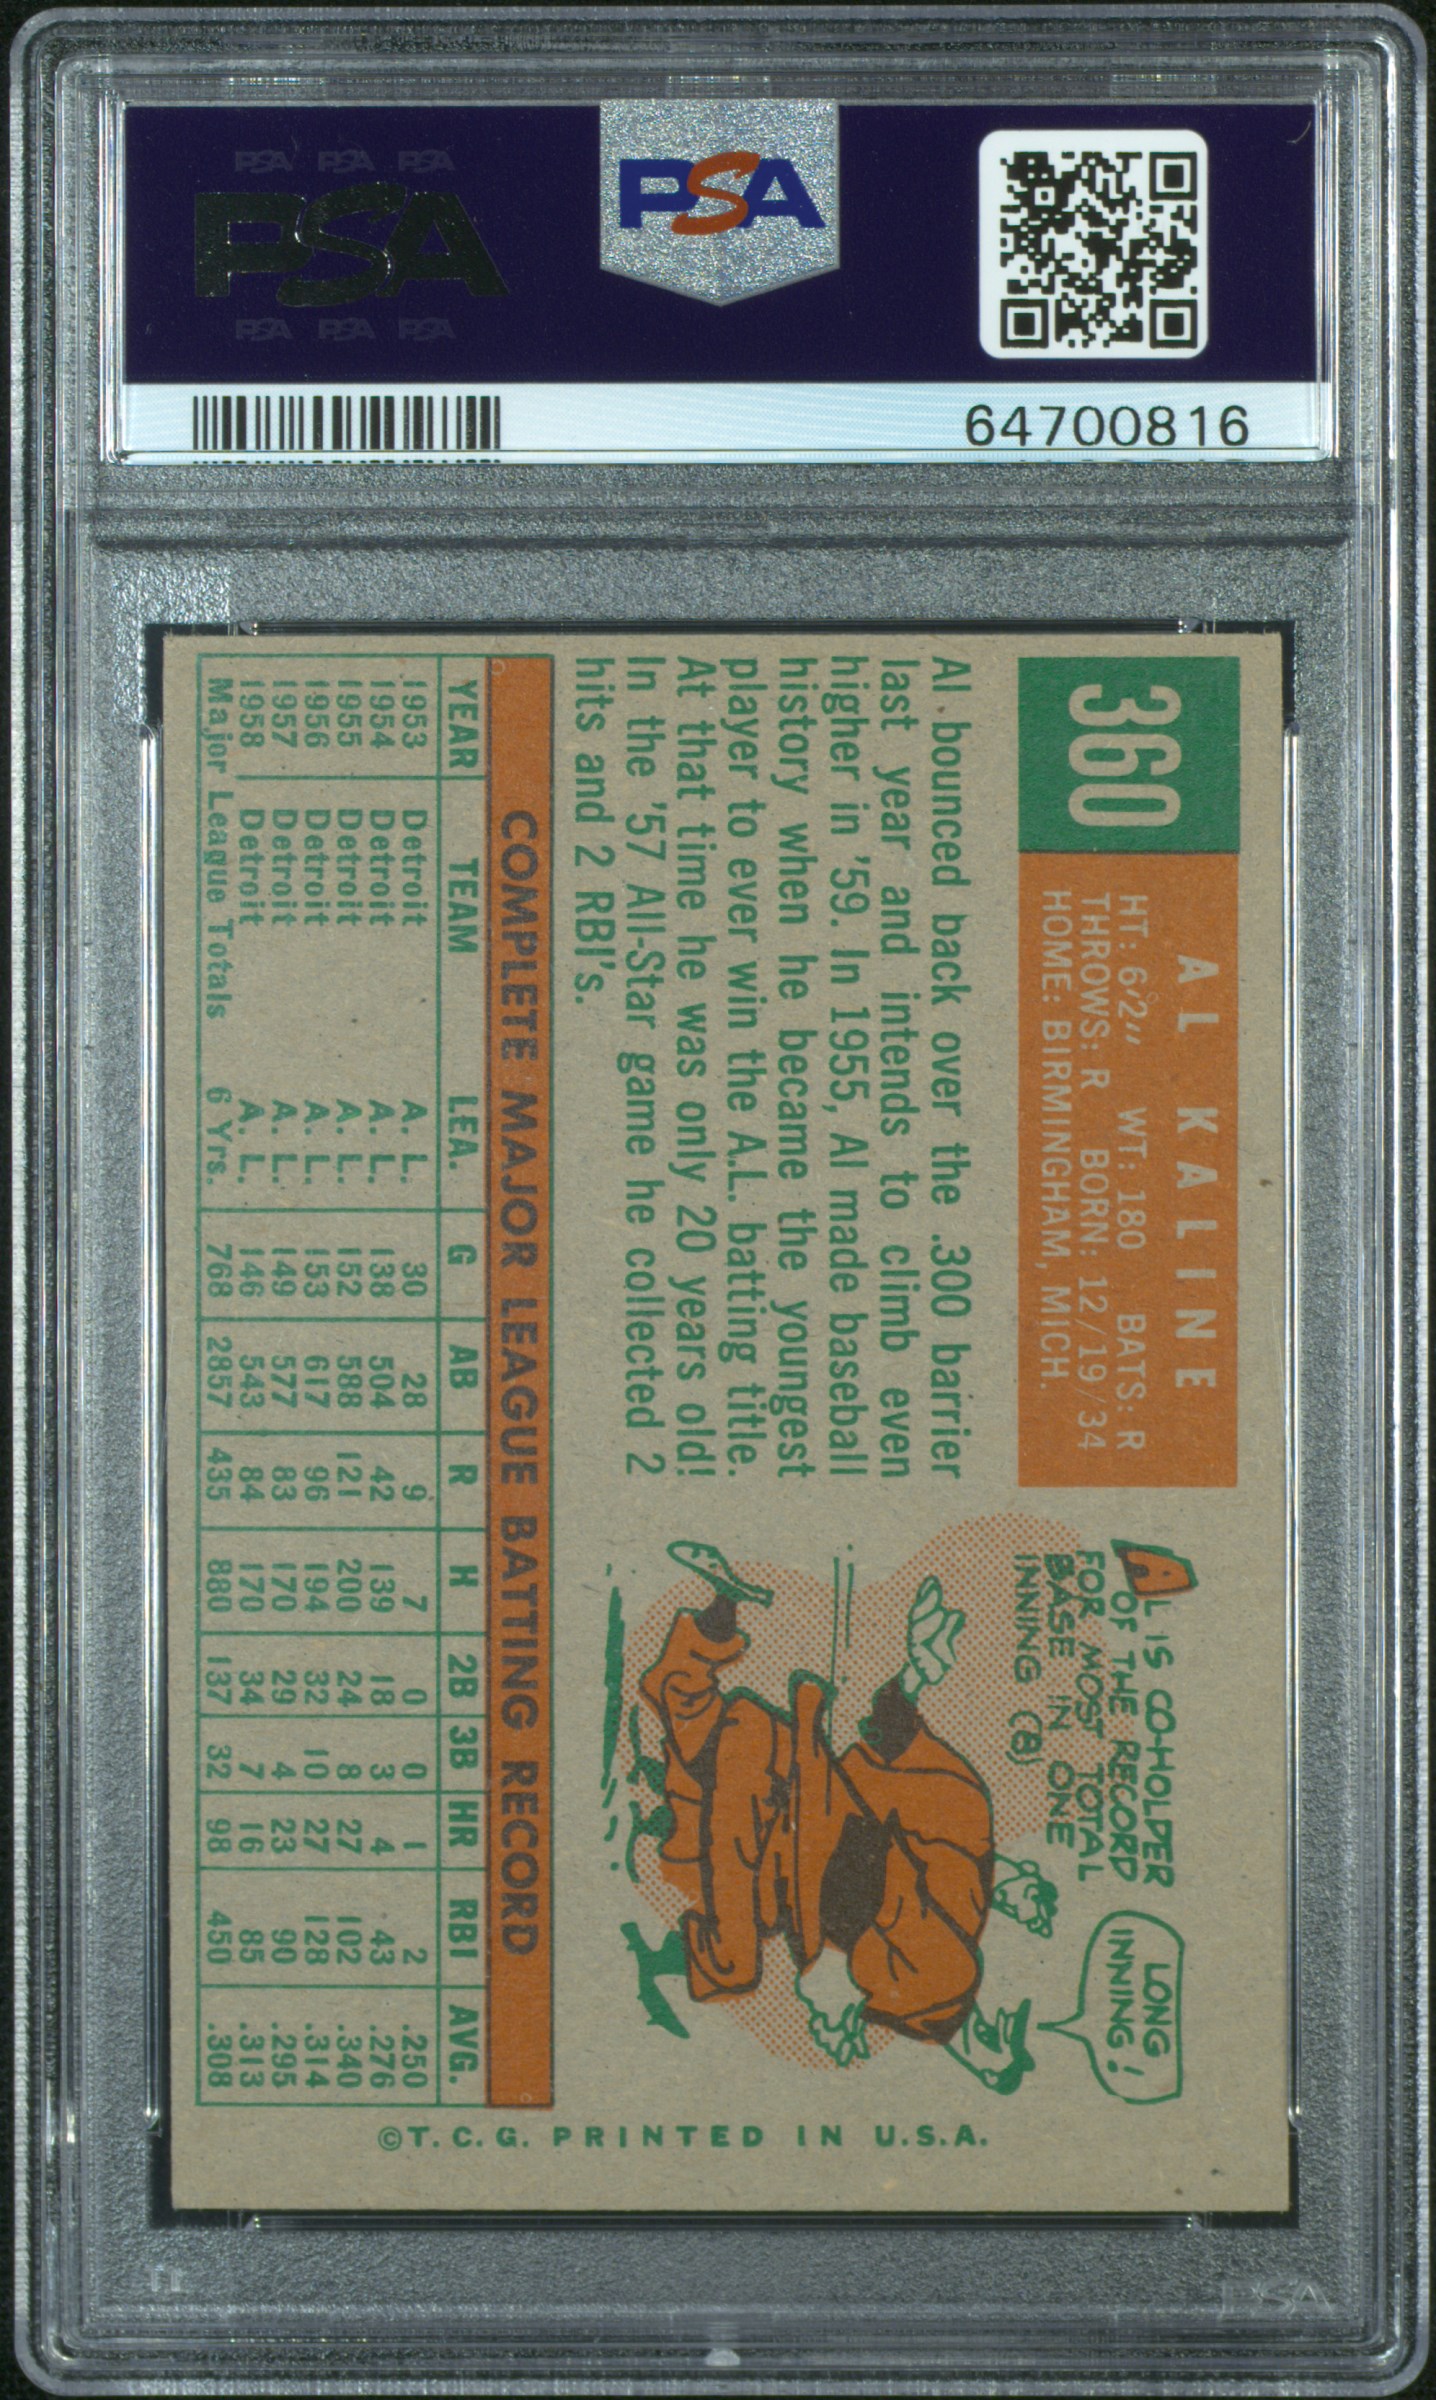 PSA PSA PSA
PSA
PSA PSA PSA
PSA
64700816
360
AL KALINE
HT: 6'2" WT: 180 BATS: R
THROWS: R BORN: 12/19/34
HOME: BIRMINGHAM, MICH.
Al bounced back over the .300 barrier
last year and intends to climb even
higher in '59. In 1955, Al made baseball
history when he became the youngest
player to ever win the A.L. batting title.
At that time he was only 20 years old!
In the '57 All-Star game he collected 2
hits and 2 RBI's.
AL IS CO-HOLDER
OF THE RECORD
FOR MOST TOTAL
BASE IN ONE
INNING (8)
LONG
INNING!
COMPLETE MAJOR LEAGUE BATTING RECORD
YEAR TEAM LEA. G AB R H 2B 3B HR RBI AVG.
1953 Detroit A. L. 30 28 9 7 0 0 1 2 .250
1954 Detroit A. L. 138 504 42 139 18 3 4 43 .276
1955 Detroit A. L. 152 588 121 200 24 8 27 102 .340
1956 Detroit A. L. 153 617 96 194 32 10 27 128 .314
1957 Detroit A. L. 149 577 83 170 29 4 23 90 .295
1958 Detroit A. L. 146 543 84 170 34 7 16 85 .313
Major League Totals 6 Yrs. 768 2857 435 880 137 32 98 450 .308
©T. C. G. PRINTED IN U.S.A.
PSA